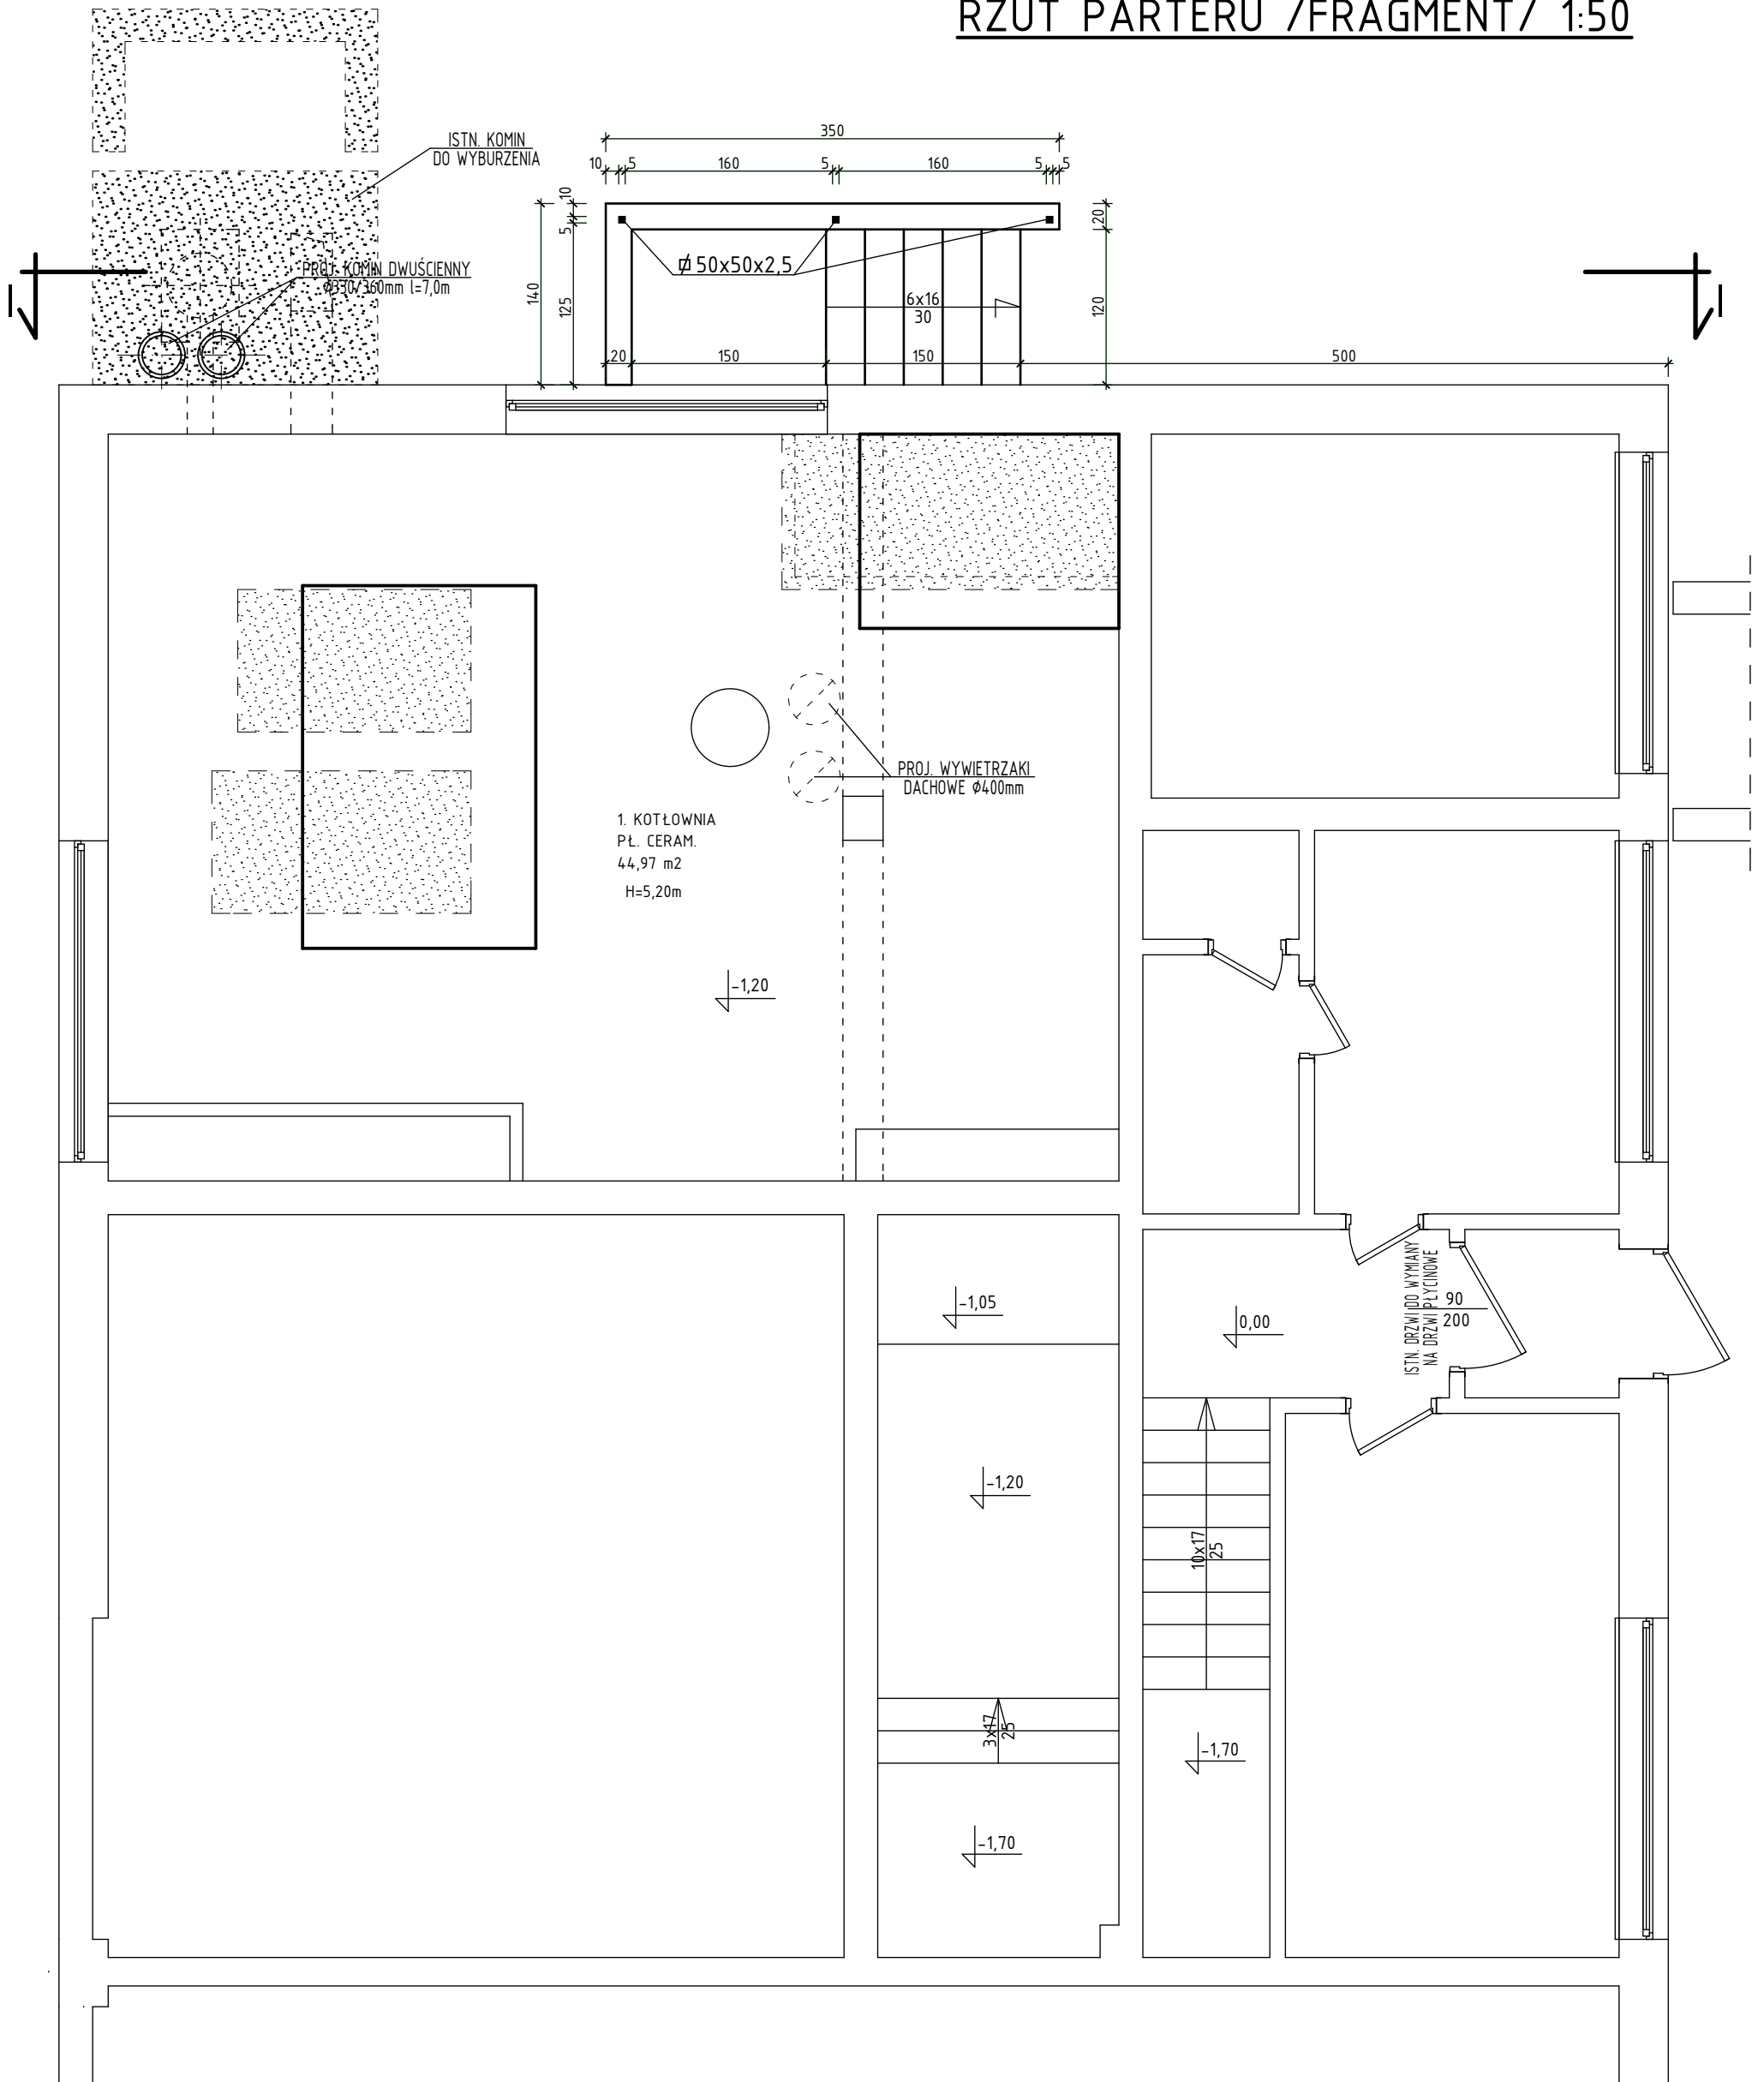 RZUT PARTERU /FRAGMENT/ 1:50
ISTN. KOMIN
DO WYBURZENIA
350
10 5 160 5 160 5 5
10
5
140
125
20
120
PROJ. KOMIN DWUŚCIENNY
Ø330/360mm l=7,0m
50x50x2,5
6x16
30
20 150 150 500
I
I
PROJ. WYWIETRZAKI
DACHOWE Ø400mm
1. KOTŁOWNIA
PŁ. CERAM.
44,97 m2
H=5,20m
-1,20
-1,05
0,00
ISTN. DRZWI DO WYMIANY
NA DRZWI PŁYCINOWE
90
200
-1,20
10x17
25
3x17
25
-1,70
-1,70